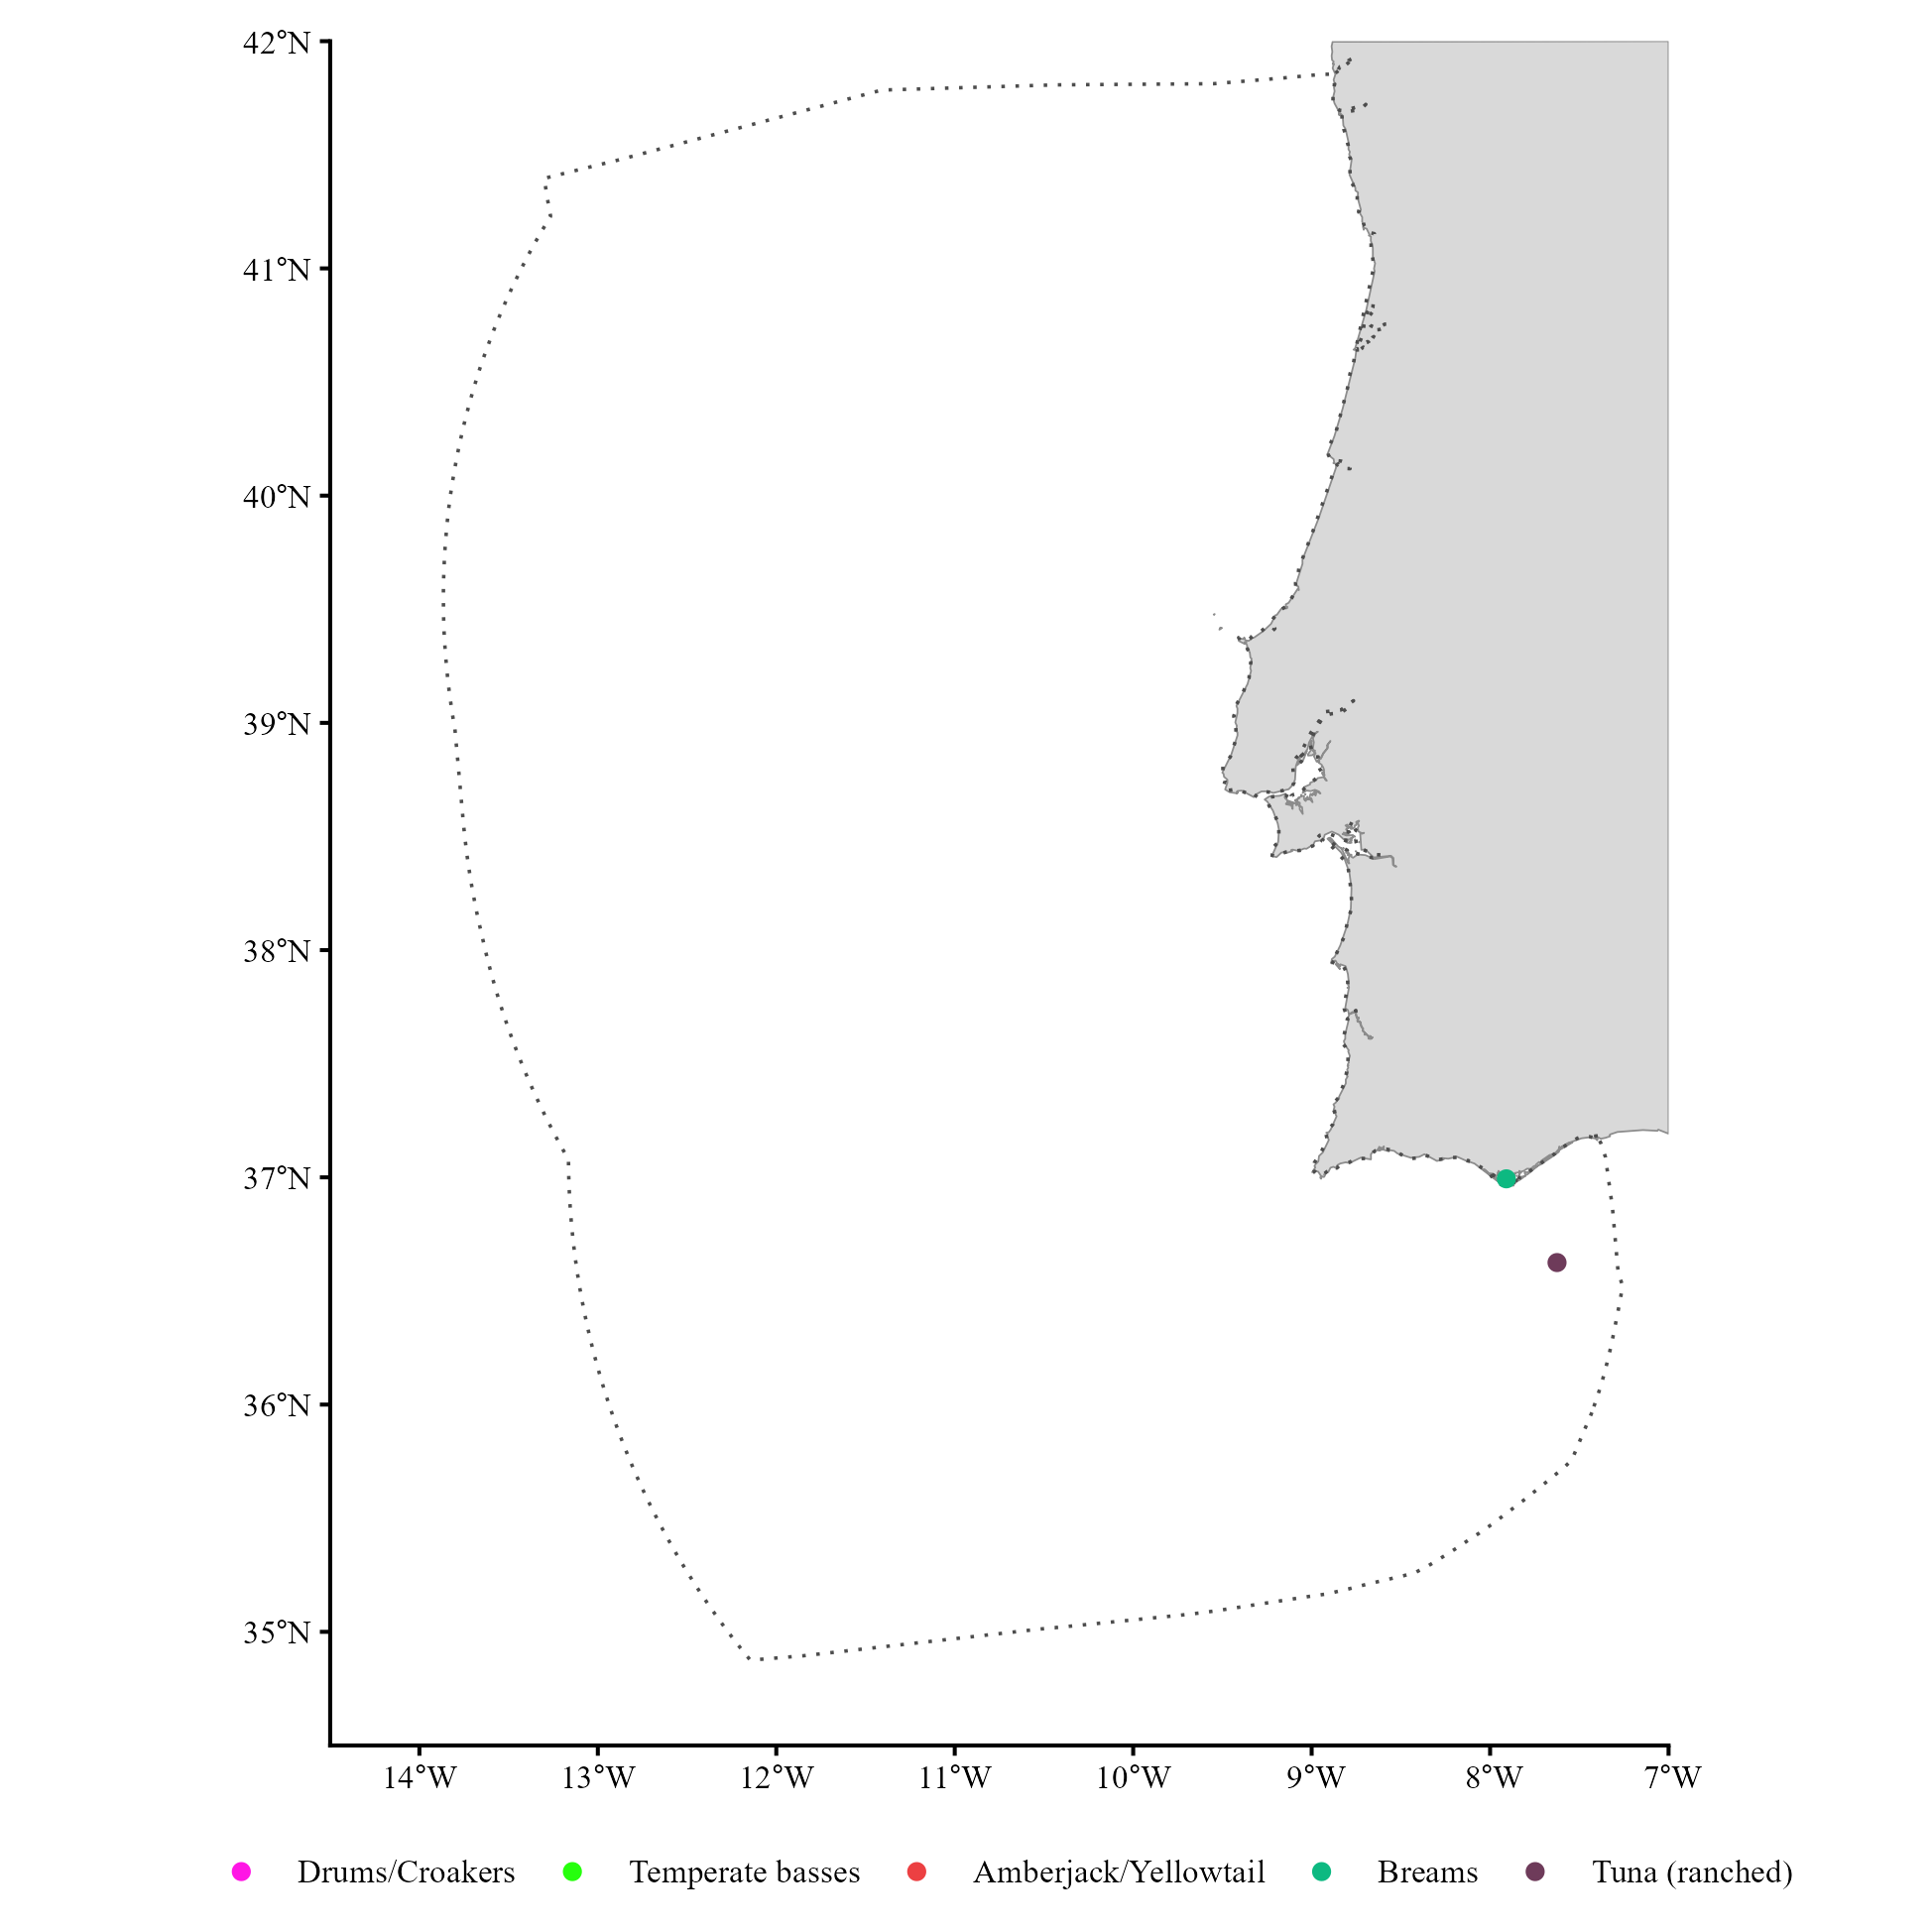 42°N
41°N
40°N
39°N
38°N
37°N
36°N
35°N
14°W 13°W 12°W 11°W 10°W 9°W 8°W 7°W
Drums/Croakers Temperate basses Amberjack/Yellowtail Breams Tuna (ranched)